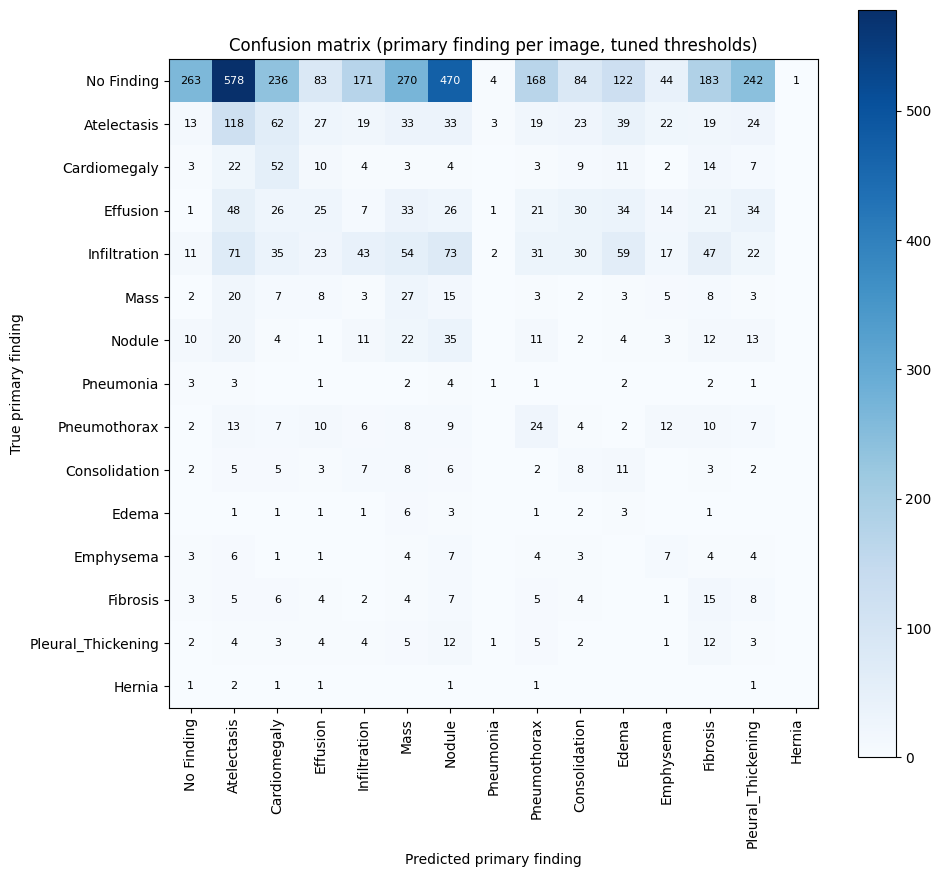 Confusion matrix (primary finding per image, tuned thresholds)
No Finding 263 578 236 83 171 270 470 4 168 84 122 44 183 242 1
Atelectasis 13 118 62 27 19 33 33 3 19 23 39 22 19 24
Cardiomegaly 3 22 52 10 4 3 4 3 9 11 2 14 7
Effusion 1 48 26 25 7 33 26 1 21 30 34 14 21 34
Infiltration 11 71 35 23 43 54 73 2 31 30 59 17 47 22
Mass 2 20 7 8 3 27 15 3 2 3 5 8 3
Nodule 10 20 4 1 11 22 35 11 2 4 3 12 13
Pneumonia 3 3 1 2 4 1 1 2 2 1
Pneumothorax 2 13 7 10 6 8 9 24 4 2 12 10 7
Consolidation 2 5 5 3 7 8 6 2 8 11 3 2
Edema 1 1 1 1 6 3 1 2 3 1
Emphysema 3 6 1 1 4 7 4 3 7 4 4
Fibrosis 3 5 6 4 2 4 7 5 4 1 15 8
Pleural_Thickening 2 4 3 4 4 5 12 1 5 2 1 12 3
Hernia 1 2 1 1 1 1 1
No Finding
Atelectasis
Cardiomegaly
Effusion
Infiltration
Mass
Nodule
Pneumonia
Pneumothorax
Consolidation
Edema
Emphysema
Fibrosis
Pleural_Thickening
Hernia
Predicted primary finding
True primary finding
500
400
300
200
100
0